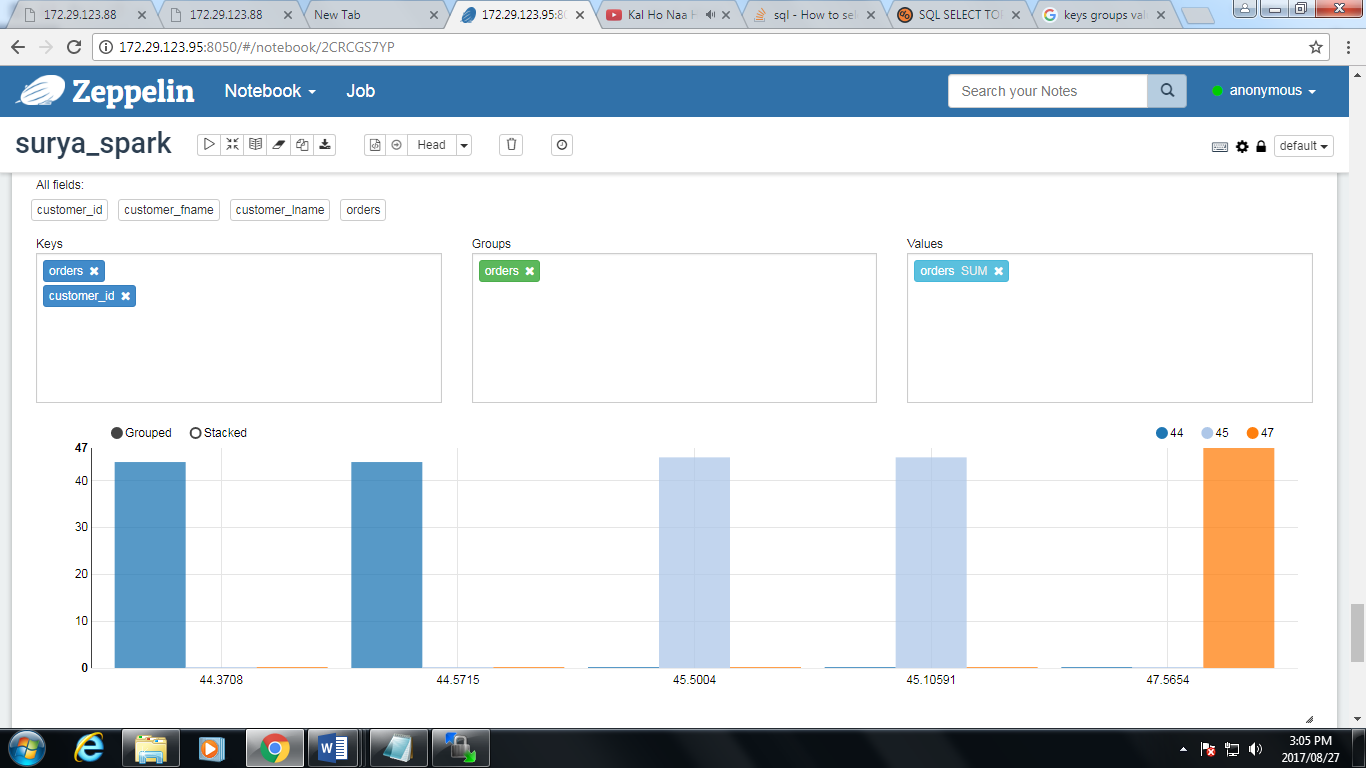 172.29.123.88 172.29.123.88 New Tab 172.29.123.95:80 Kal Ho Naa H sql - How to sel SQL SELECT TO keys groups val
172.29.123.95:8050/#/notebook/2CRCGS7YP
Zeppelin Notebook Job Search your Notes anonymous
surya_spark Head default
All fields:
customer_id customer_fname customer_lname orders
Keys Groups Values
orders orders orders SUM
customer_id
Grouped Stacked 44 45 47
47
40
30
20
10
0
44.3708 44.5715 45.5004 45.10591 47.5654
3:05 PM
2017/08/27